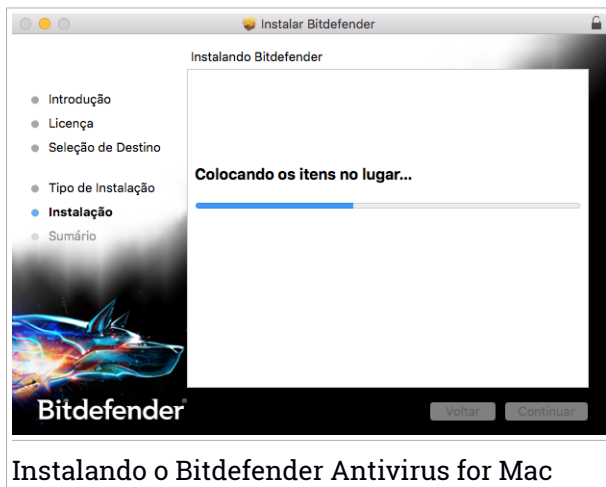 Instalar Bitdefender
Instalando Bitdefender
Introdução
Licença
Seleção de Destino
Tipo de Instalação
Instalação
Sumário
Colocando os itens no lugar...
Bitdefender
Voltar
Continuar
Instalando o Bitdefender Antivirus for Mac